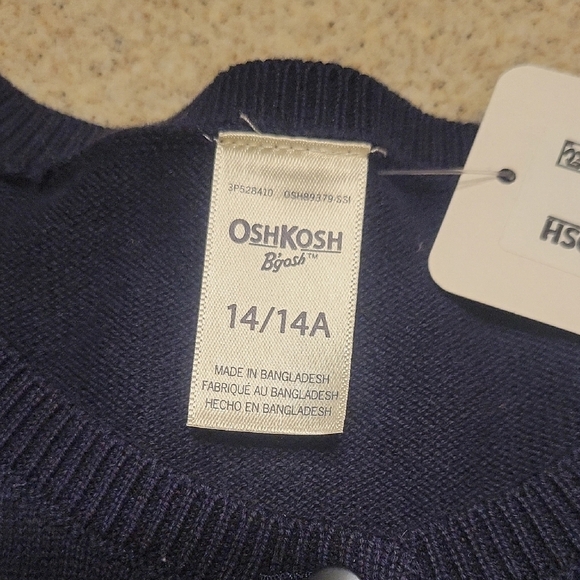 3P528410 OSH89379-SSI
OSHKOSH
B'gosh™
14/14A
MADE IN BANGLADESH
FABRIQUÉ AU BANGLADESH
HECHO EN BANGLADESH